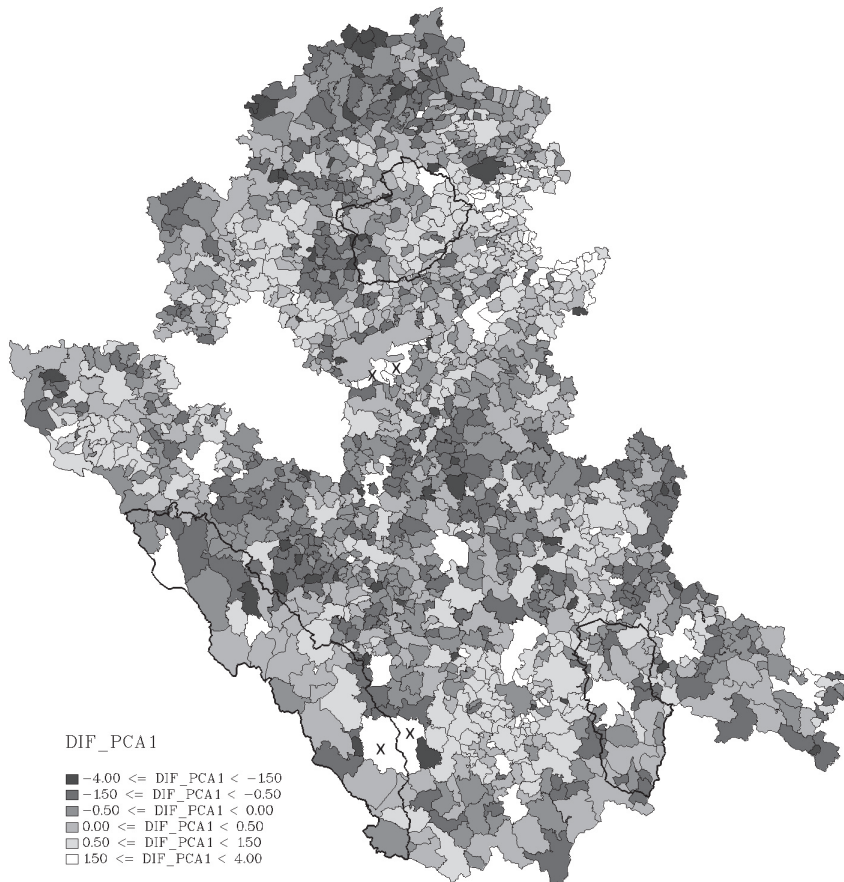 X X
X
X
DIF_PCA1
-4.00 <= DIF_PCA1 < -1.50
-1.50 <= DIF_PCA1 < -0.50
-0.50 <= DIF_PCA1 < 0.00
0.00 <= DIF_PCA1 < 0.50
0.50 <= DIF_PCA1 < 1.50
1.50 <= DIF_PCA1 < 4.00